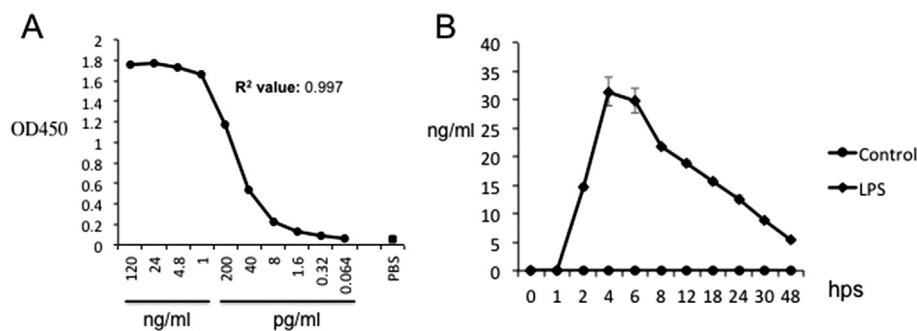 A
2
1.8
1.6
1.4
1.2
1
0.8
0.6
0.4
0.2
0
OD450
R² value: 0.997
120
24
4.8
1
200
40
8
1.6
0.32
0.064
PBS
ng/ml
pg/ml
B
40
35
30
25
20
15
10
5
0
ng/ml
0 1 2 4 6 8 12 18 24 30 48
hps
Control
LPS